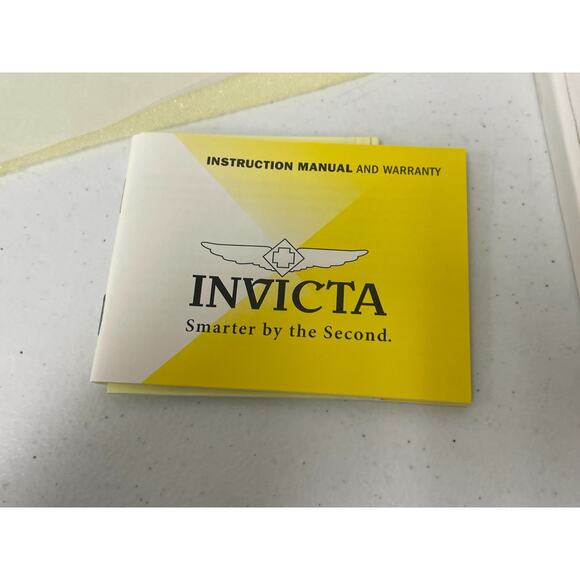 INSTRUCTION MANUAL AND WARRANTY
INVICTA
Smarter by the Second.